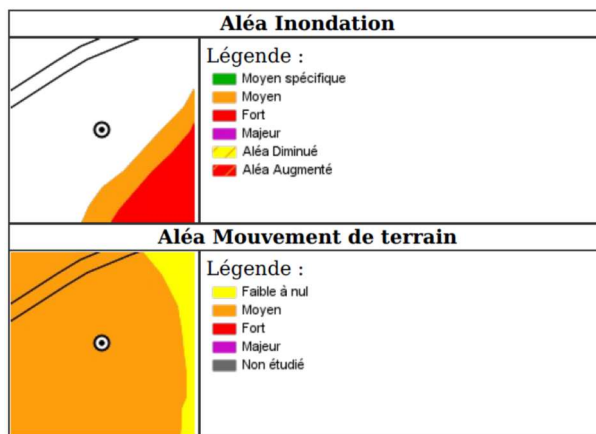 Aléa Inondation
Légende :
Moyen spécifique
Moyen
Fort
Majeur
Aléa Diminué
Aléa Augmenté
Aléa Mouvement de terrain
Légende :
Faible à nul
Moyen
Fort
Majeur
Non étudié